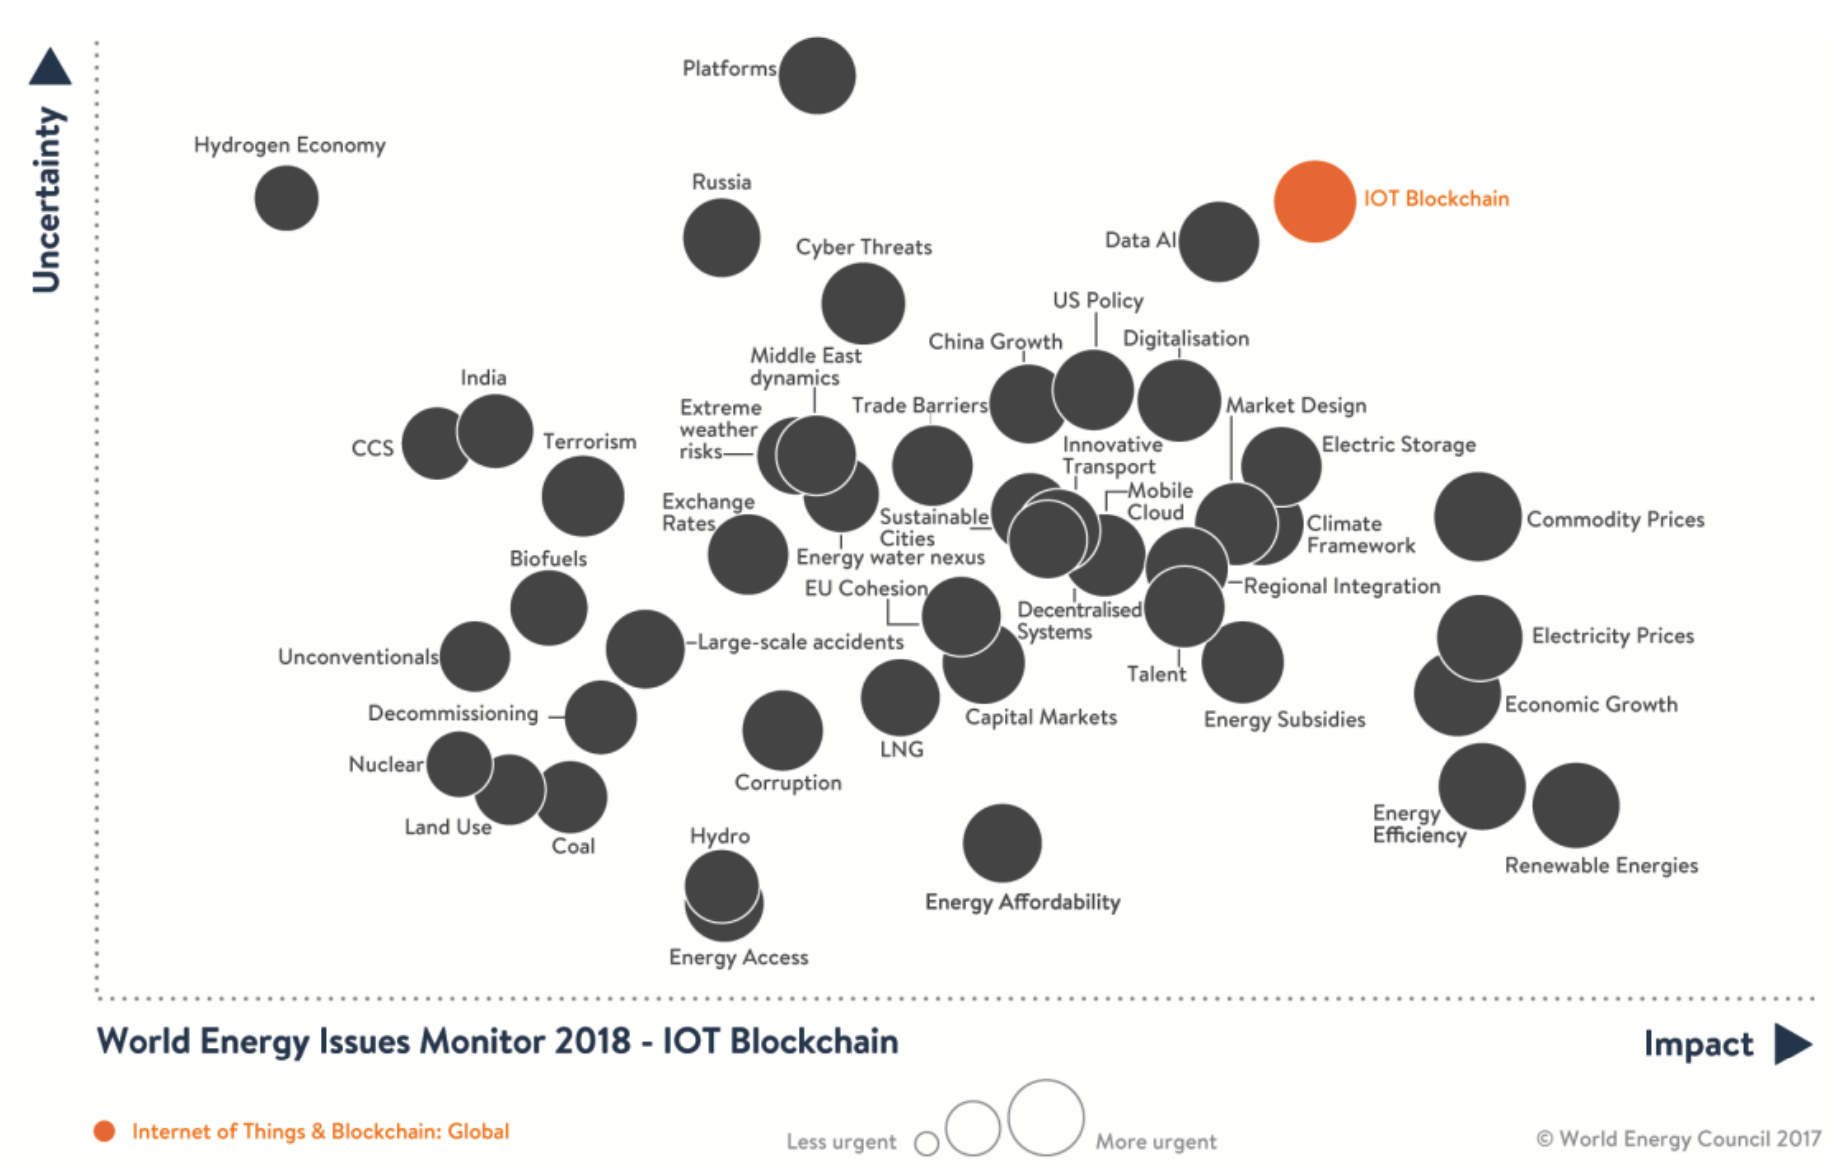 Uncertainty
Platforms
Hydrogen Economy
Russia
IOT Blockchain
Data AI
Cyber Threats
US Policy
China Growth
Digitalisation
Middle East
dynamics
India
Extreme
weather
risks
Trade Barriers
Market Design
CCS
Terrorism
Innovative
Transport
Electric Storage
Mobile
Cloud
Exchange
Rates
Sustainable
Cities
Climate
Framework
Commodity Prices
Biofuels
Energy water nexus
EU Cohesion
Regional Integration
Decentralised
Systems
Unconventionals
Large-scale accidents
Electricity Prices
Talent
Decommissioning
Capital Markets
Energy Subsidies
Economic Growth
LNG
Nuclear
Corruption
Land Use
Coal
Energy
Efficiency
Hydro
Renewable Energies
Energy Affordability
Energy Access
World Energy Issues Monitor 2018 - IOT Blockchain
Impact
Internet of Things & Blockchain: Global
Less urgent
More urgent
© World Energy Council 2017